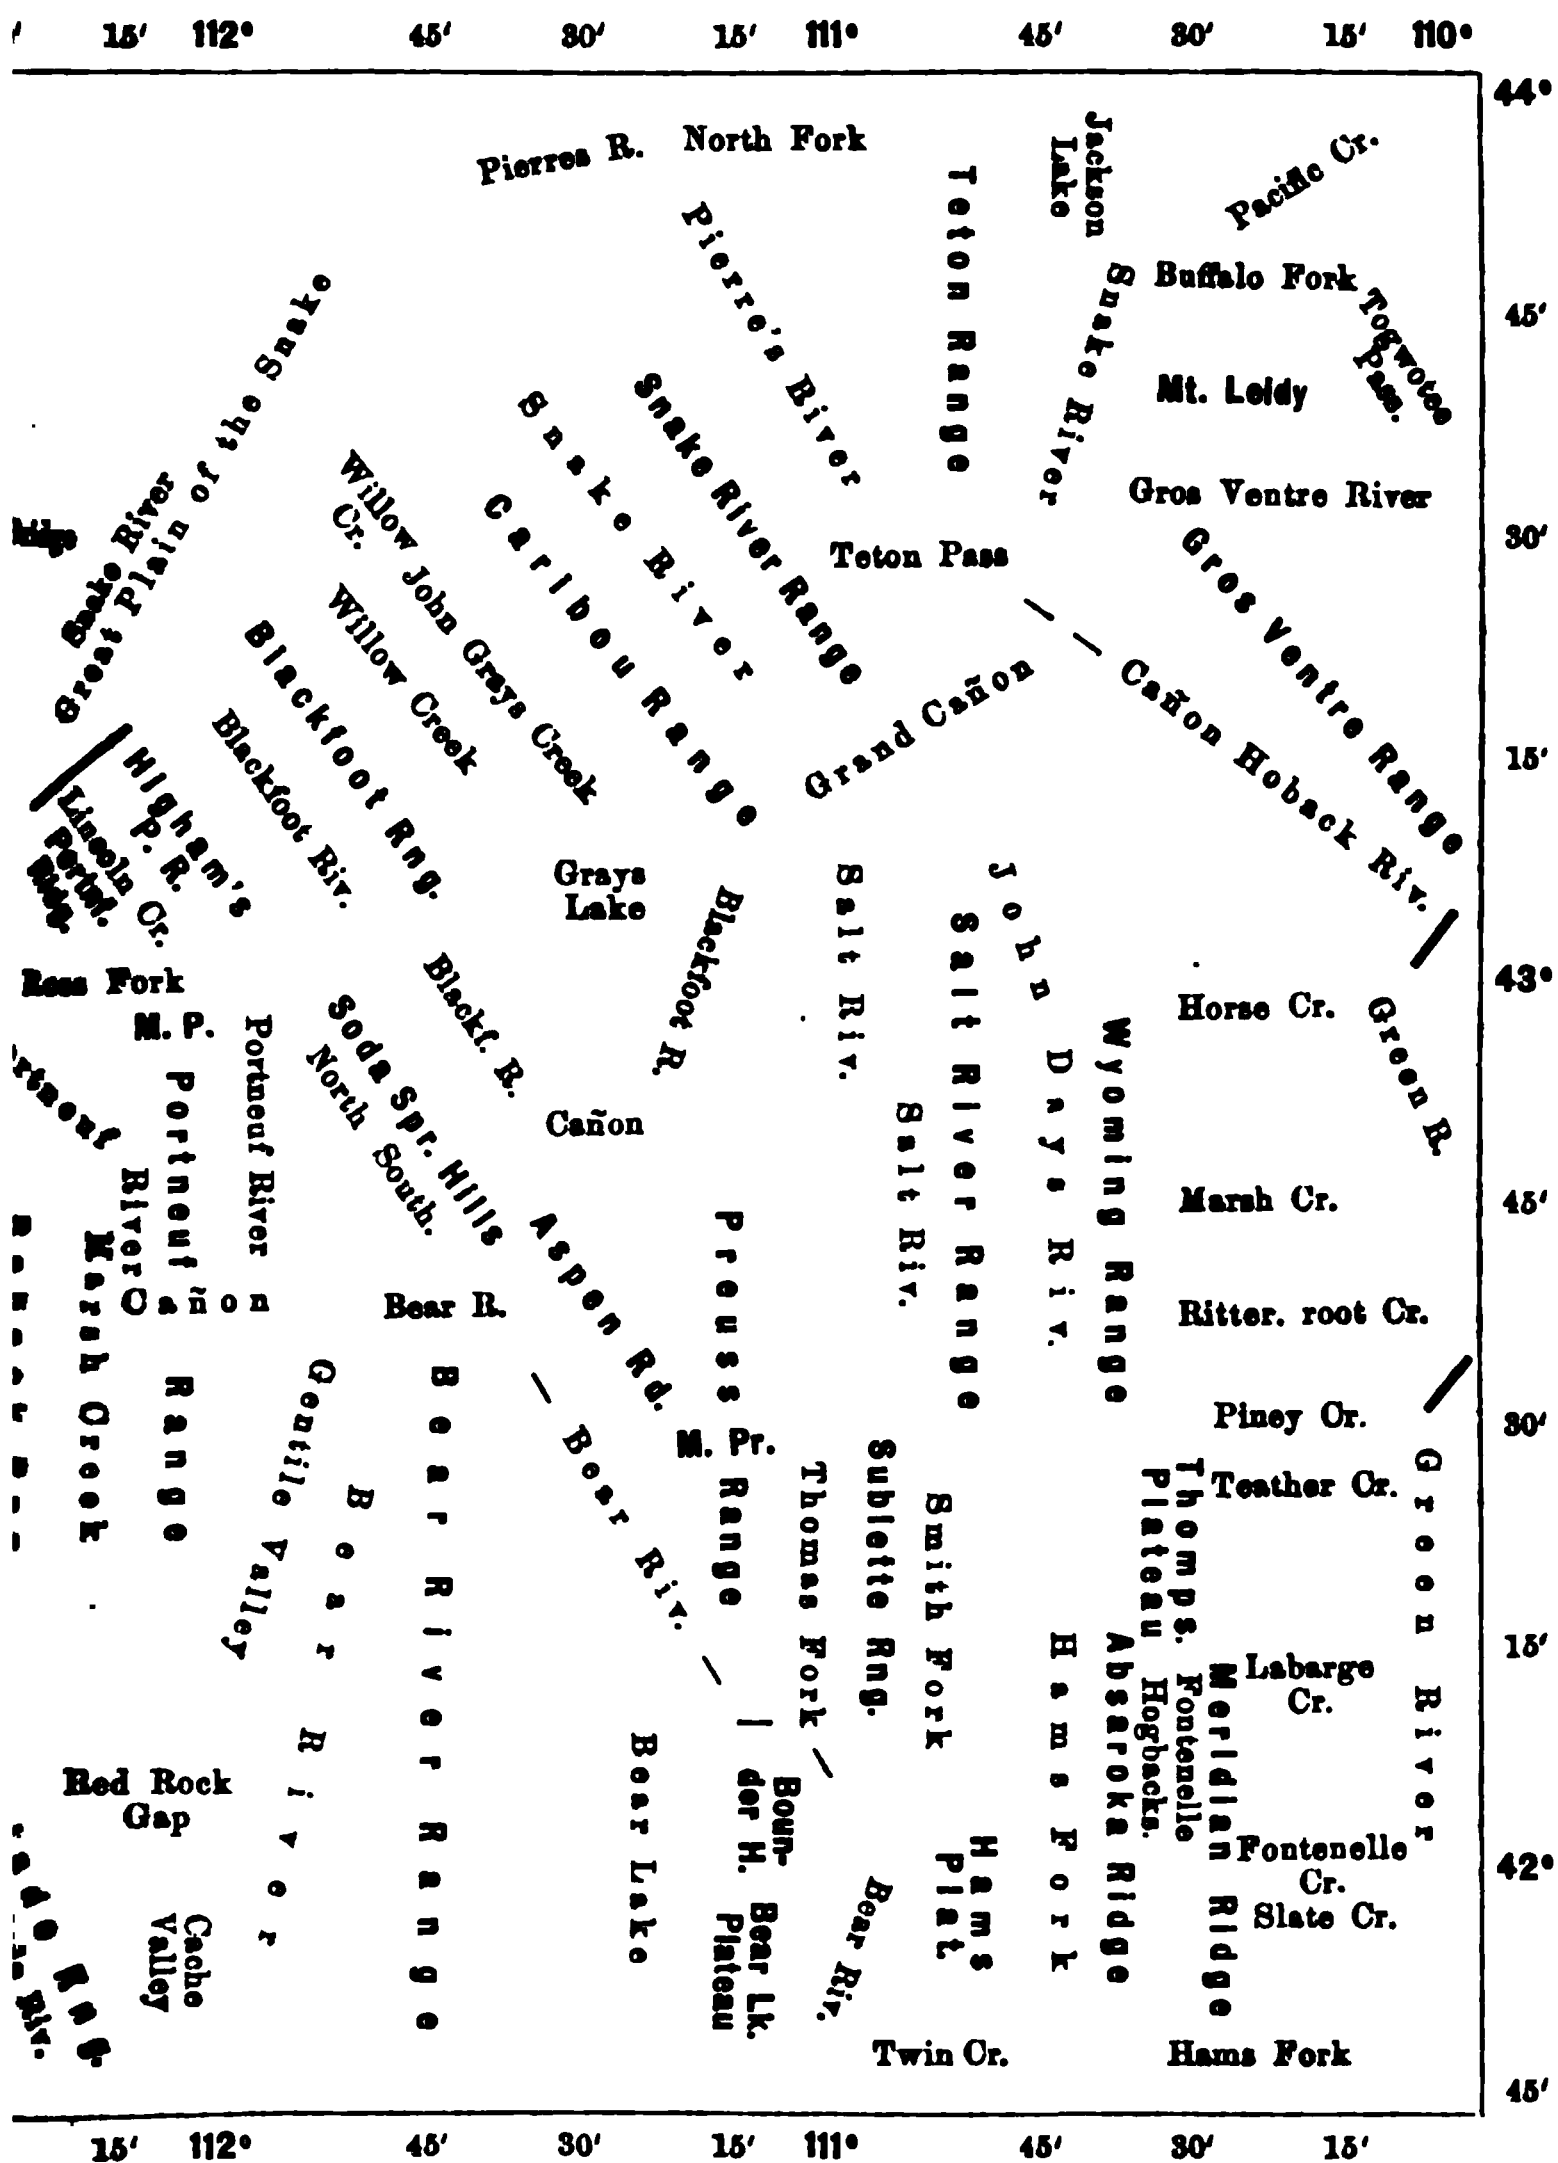 15′ 112° 45′ 30′ 15′ 111° 45′ 30′ 15′ 110°
44°
Pierres R.
North Fork
Teton Range
Jackson
Lake
Pacific Cr.
Pierre's River
Snake River
Buffalo Fork
Togwotee
Pass.
45′
Great Plain of the Snake
Snake River
Snake River
Snake River Range
Mt. Leidy
Gros Ventre River
Willow
Cr.
John Grays Creek
Caribou Range
Teton Pass
Gros Ventre Range
30′
Willow Creek
Blackfoot Rng.
Blackfoot Riv.
Grand Cañon
Cañon Hoback Riv.
15′
Higham's
P. R.
Lincoln Cr.
Portnf.
Grays
Lake
Blackfoot R.
Salt Riv.
Salt River Range
John Days Riv.
Ross Fork
M. P.
Portneuf River
Portneuf Range
Soda Spr. Hills
North South.
Blackf. R.
Cañon
Wyoming Range
Horse Cr.
Green R.
43°
River
Cañon
Marsh Creek
Bear R.
Aspen Rd.
Preuss Range
Salt Riv.
Marsh Cr.
45′
Ritter. root Cr.
Gentile Valley
Bear River
Bear River Range
Bear Riv.
M. Pr.
Thomas Fork
Sublette Rng.
Smith Fork
Piney Cr.
30′
Thomps.
Plateau
Teather Cr.
Green River
Hams Fork
Absaroka Ridge
Fontenelle
Hogbacks.
Meridian Ridge
Labarge
Cr.
15′
Red Rock
Gap
Bear Lake
Boun-
der H.
Bear Lk.
Plateau
Bear Riv.
Hams
Plat.
Fontenelle
Cr.
42°
Slate Cr.
Cache
Valley
Rng.
Riv.
Twin Cr.
Hams Fork
45′
15′ 112° 45′ 30′ 15′ 111° 45′ 30′ 15′